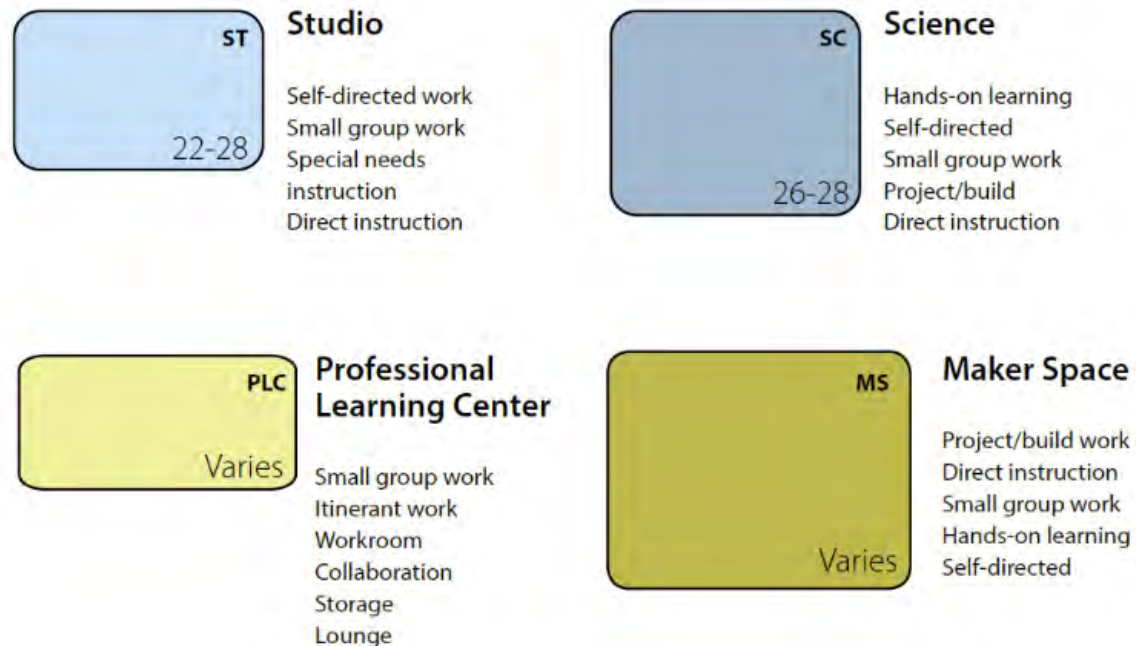 ST
22-28
Studio
Self-directed work
Small group work
Special needs
instruction
Direct instruction
SC
26-28
Science
Hands-on learning
Self-directed
Small group work
Project/build
Direct instruction
PLC
Varies
Professional
Learning Center
Small group work
Itinerant work
Workroom
Collaboration
Storage
Lounge
MS
Varies
Maker Space
Project/build work
Direct instruction
Small group work
Hands-on learning
Self-directed